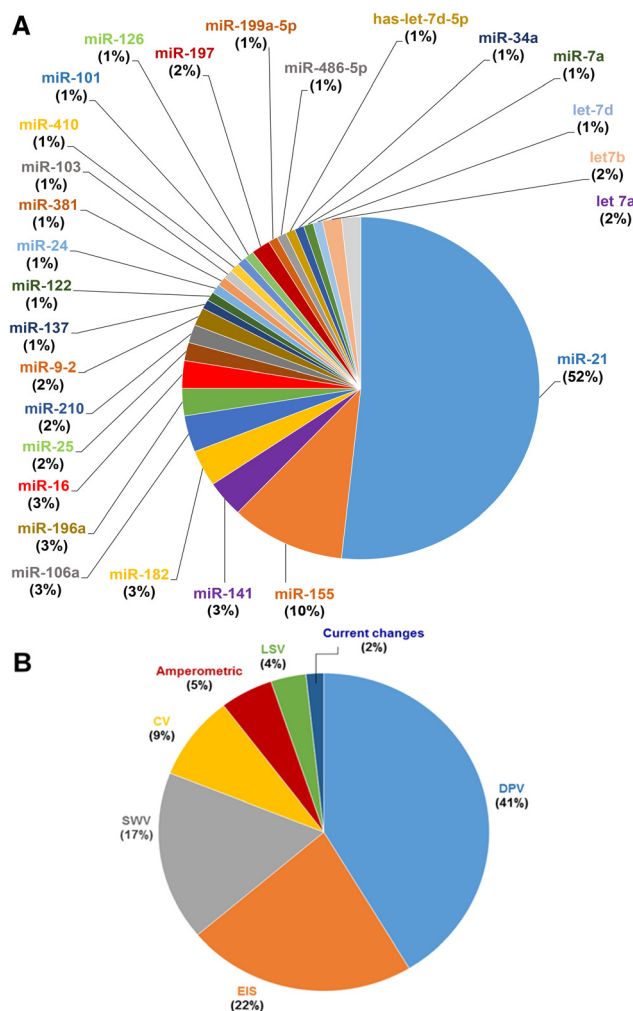 A
miR-126
(1%)
miR-197
(2%)
miR-199a-5p
(1%)
miR-486-5p
(1%)
has-let-7d-5p
(1%)
miR-34a
(1%)
miR-7a
(1%)
let-7d
(1%)
let7b
(2%)
let 7a
(2%)
miR-101
(1%)
miR-410
(1%)
miR-103
(1%)
miR-381
(1%)
miR-24
(1%)
miR-122
(1%)
miR-137
(1%)
miR-9-2
(2%)
miR-210
(2%)
miR-25
(2%)
miR-16
(3%)
miR-196a
(3%)
miR-106a
(3%)
miR-182
(3%)
miR-141
(3%)
miR-155
(10%)
miR-21
(52%)
B
Current changes
(2%)
LSV
(4%)
Amperometric
(5%)
CV
(9%)
SWV
(17%)
EIS
(22%)
DPV
(41%)